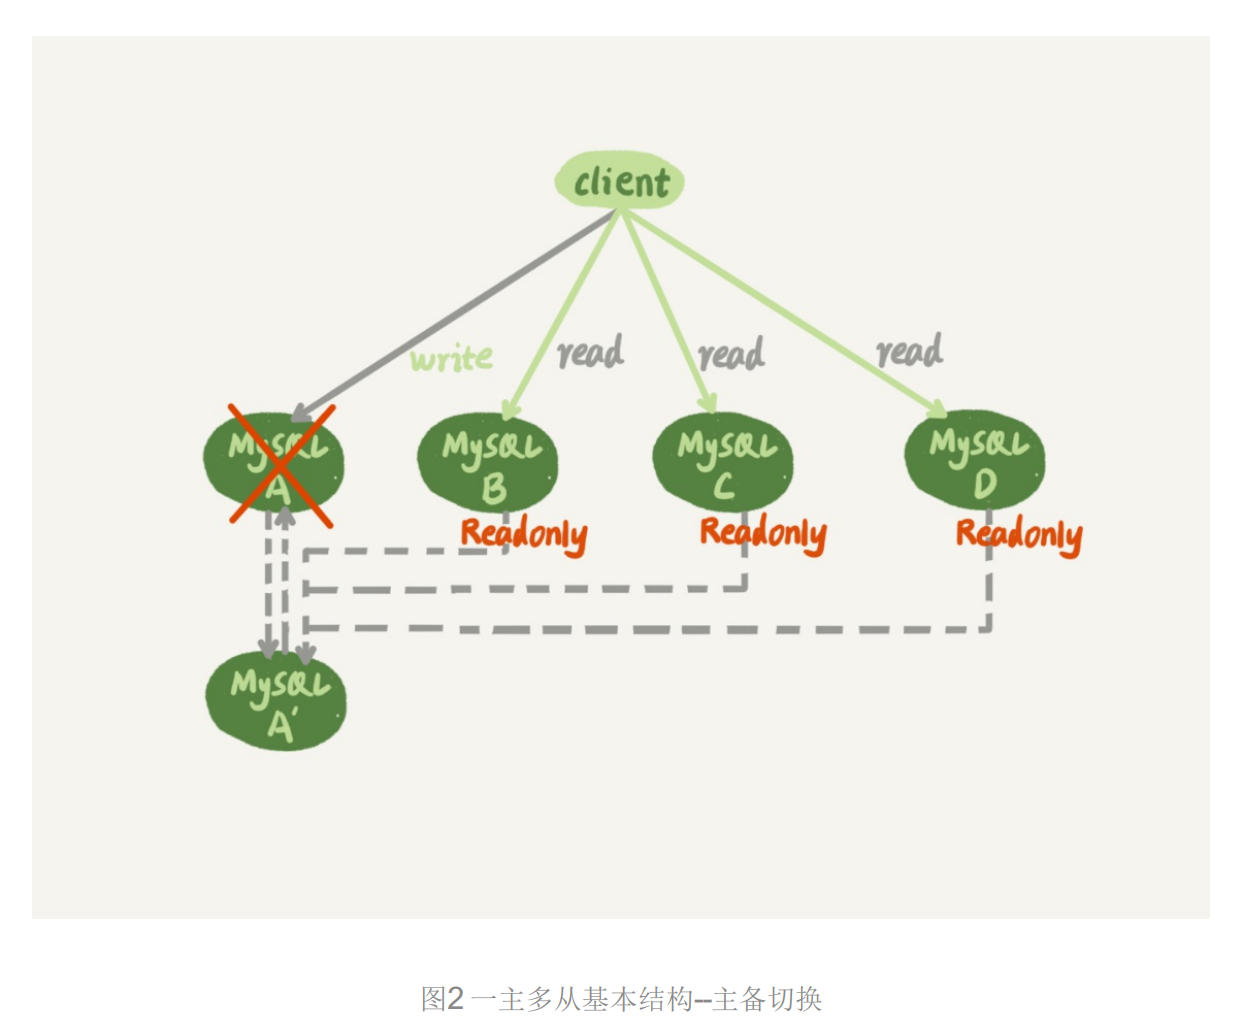 client
write
read
read
read
MySQL
A
MySQL
B
MySQL
C
MySQL
D
Readonly
Readonly
Readonly
MySQL
A'
图2 一主多从基本结构--主备切换